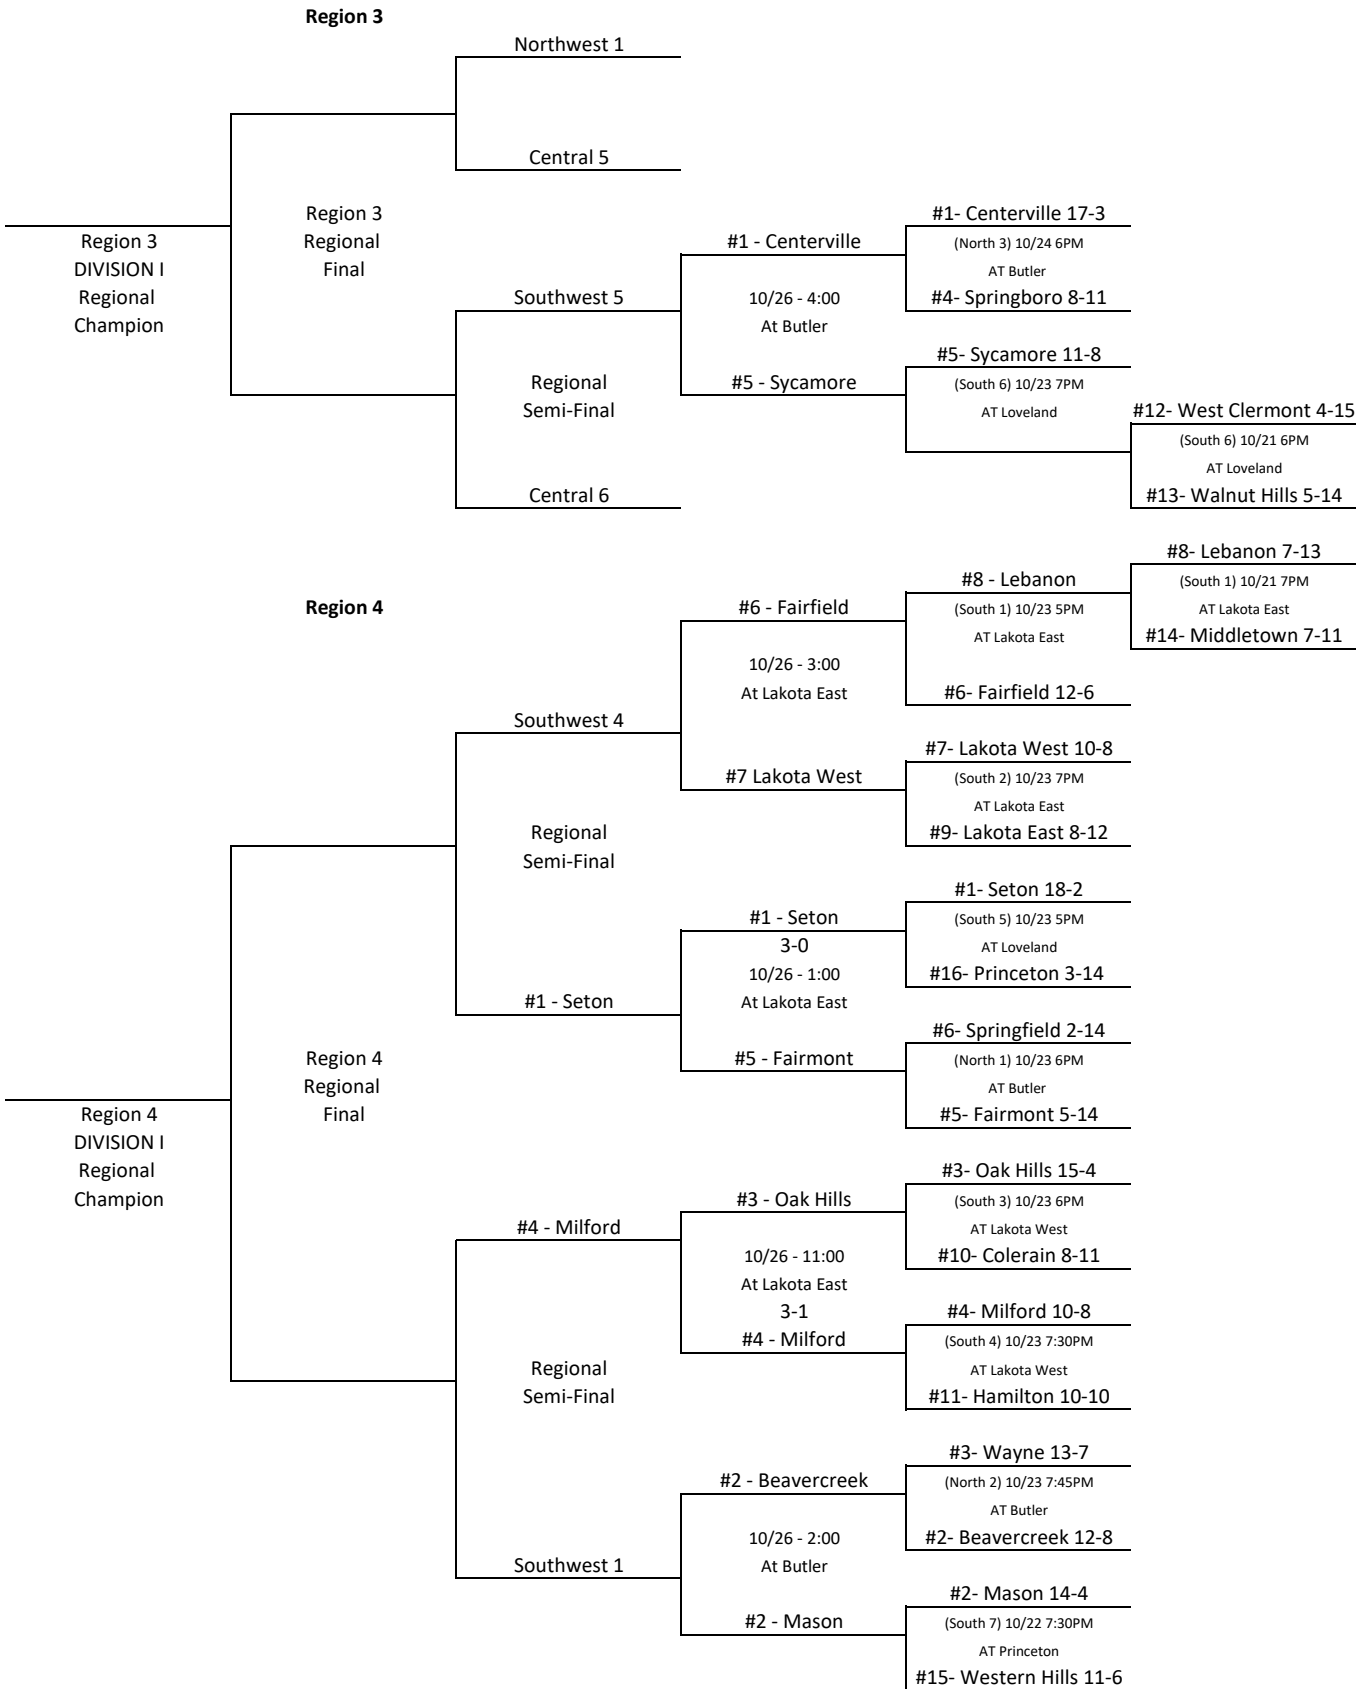 Region 3
Northwest 1
Central 5
Region 3
DIVISION I
Regional
Champion
Region 3
Regional
Final
Southwest 5
Regional
Semi-Final
Central 6
#1 - Centerville
10/26 - 4:00
At Butler
#5 - Sycamore
#1- Centerville 17-3
(North 3) 10/24 6PM
AT Butler
#4- Springboro 8-11
#5- Sycamore 11-8
(South 6) 10/23 7PM
AT Loveland
#12- West Clermont 4-15
(South 6) 10/21 6PM
AT Loveland
#13- Walnut Hills 5-14
Region 4
#8- Lebanon 7-13
(South 1) 10/21 7PM
AT Lakota East
#14- Middletown 7-11
#8 - Lebanon
(South 1) 10/23 5PM
AT Lakota East
#6- Fairfield 12-6
#6 - Fairfield
10/26 - 3:00
At Lakota East
#7 Lakota West
#7- Lakota West 10-8
(South 2) 10/23 7PM
AT Lakota East
#9- Lakota East 8-12
Southwest 4
Regional
Semi-Final
#1 - Seton
#1 - Seton
3-0
10/26 - 1:00
At Lakota East
#5 - Fairmont
#1- Seton 18-2
(South 5) 10/23 5PM
AT Loveland
#16- Princeton 3-14
#6- Springfield 2-14
(North 1) 10/23 6PM
AT Butler
#5- Fairmont 5-14
Region 4
DIVISION I
Regional
Champion
Region 4
Regional
Final
#4 - Milford
Regional
Semi-Final
Southwest 1
#3 - Oak Hills
10/26 - 11:00
At Lakota East
3-1
#4 - Milford
#3- Oak Hills 15-4
(South 3) 10/23 6PM
AT Lakota West
#10- Colerain 8-11
#4- Milford 10-8
(South 4) 10/23 7:30PM
AT Lakota West
#11- Hamilton 10-10
#2 - Beavercreek
10/26 - 2:00
At Butler
#2 - Mason
#3- Wayne 13-7
(North 2) 10/23 7:45PM
AT Butler
#2- Beavercreek 12-8
#2- Mason 14-4
(South 7) 10/22 7:30PM
AT Princeton
#15- Western Hills 11-6